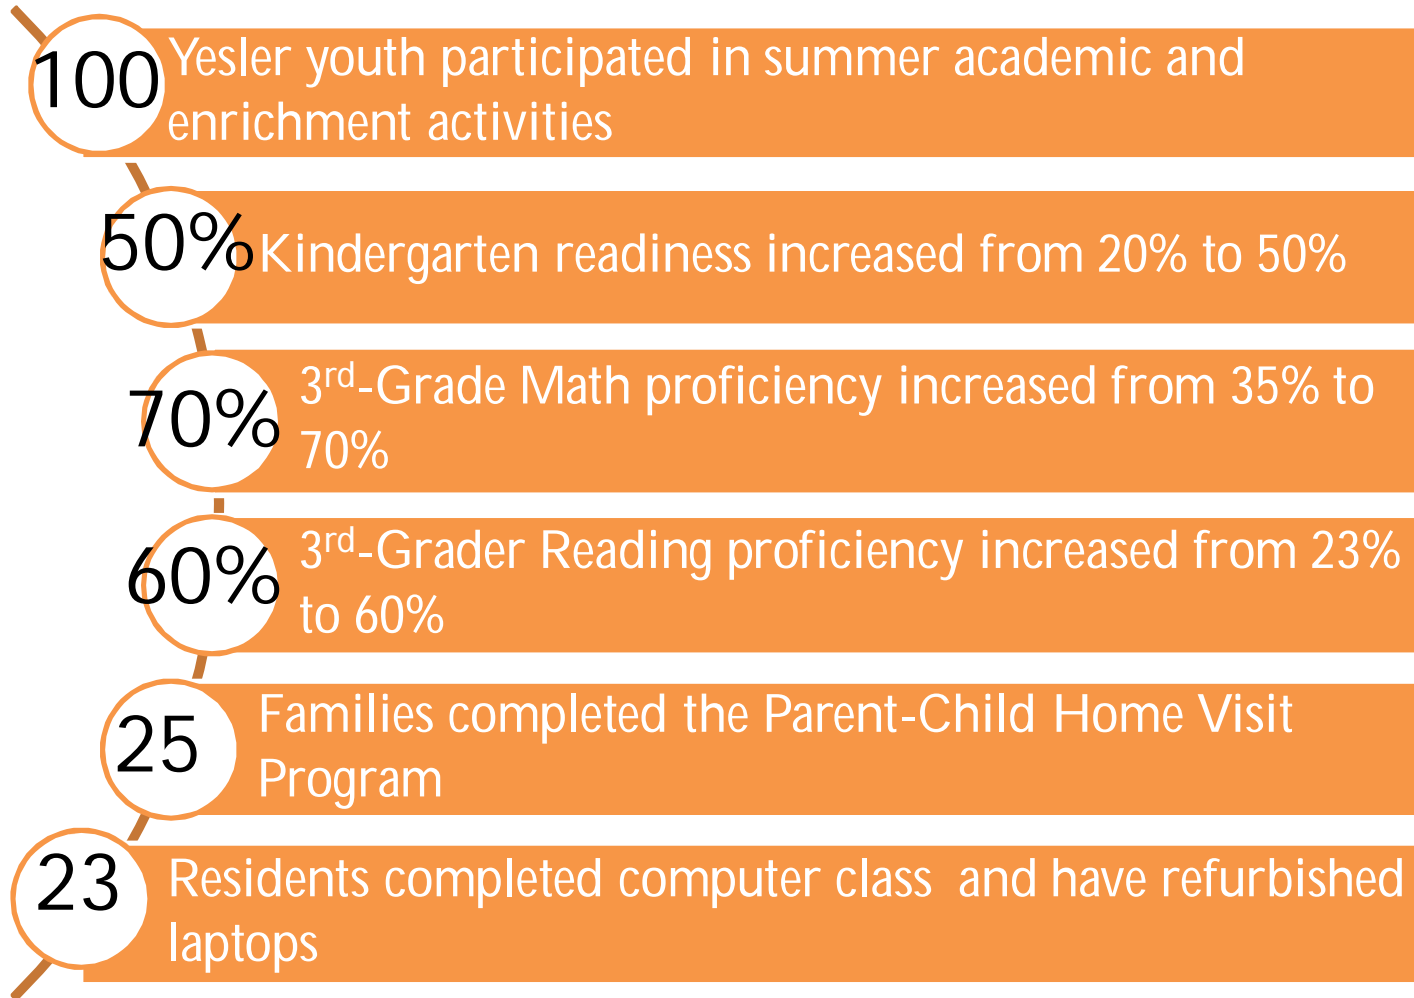 100
Yesler youth participated in summer academic and
enrichment activities
50%
Kindergarten readiness increased from 20% to 50%
70%
3rd-Grade Math proficiency increased from 35% to
70%
60%
3rd-Grader Reading proficiency increased from 23%
to 60%
25
Families completed the Parent-Child Home Visit
Program
23
Residents completed computer class and have refurbished
laptops